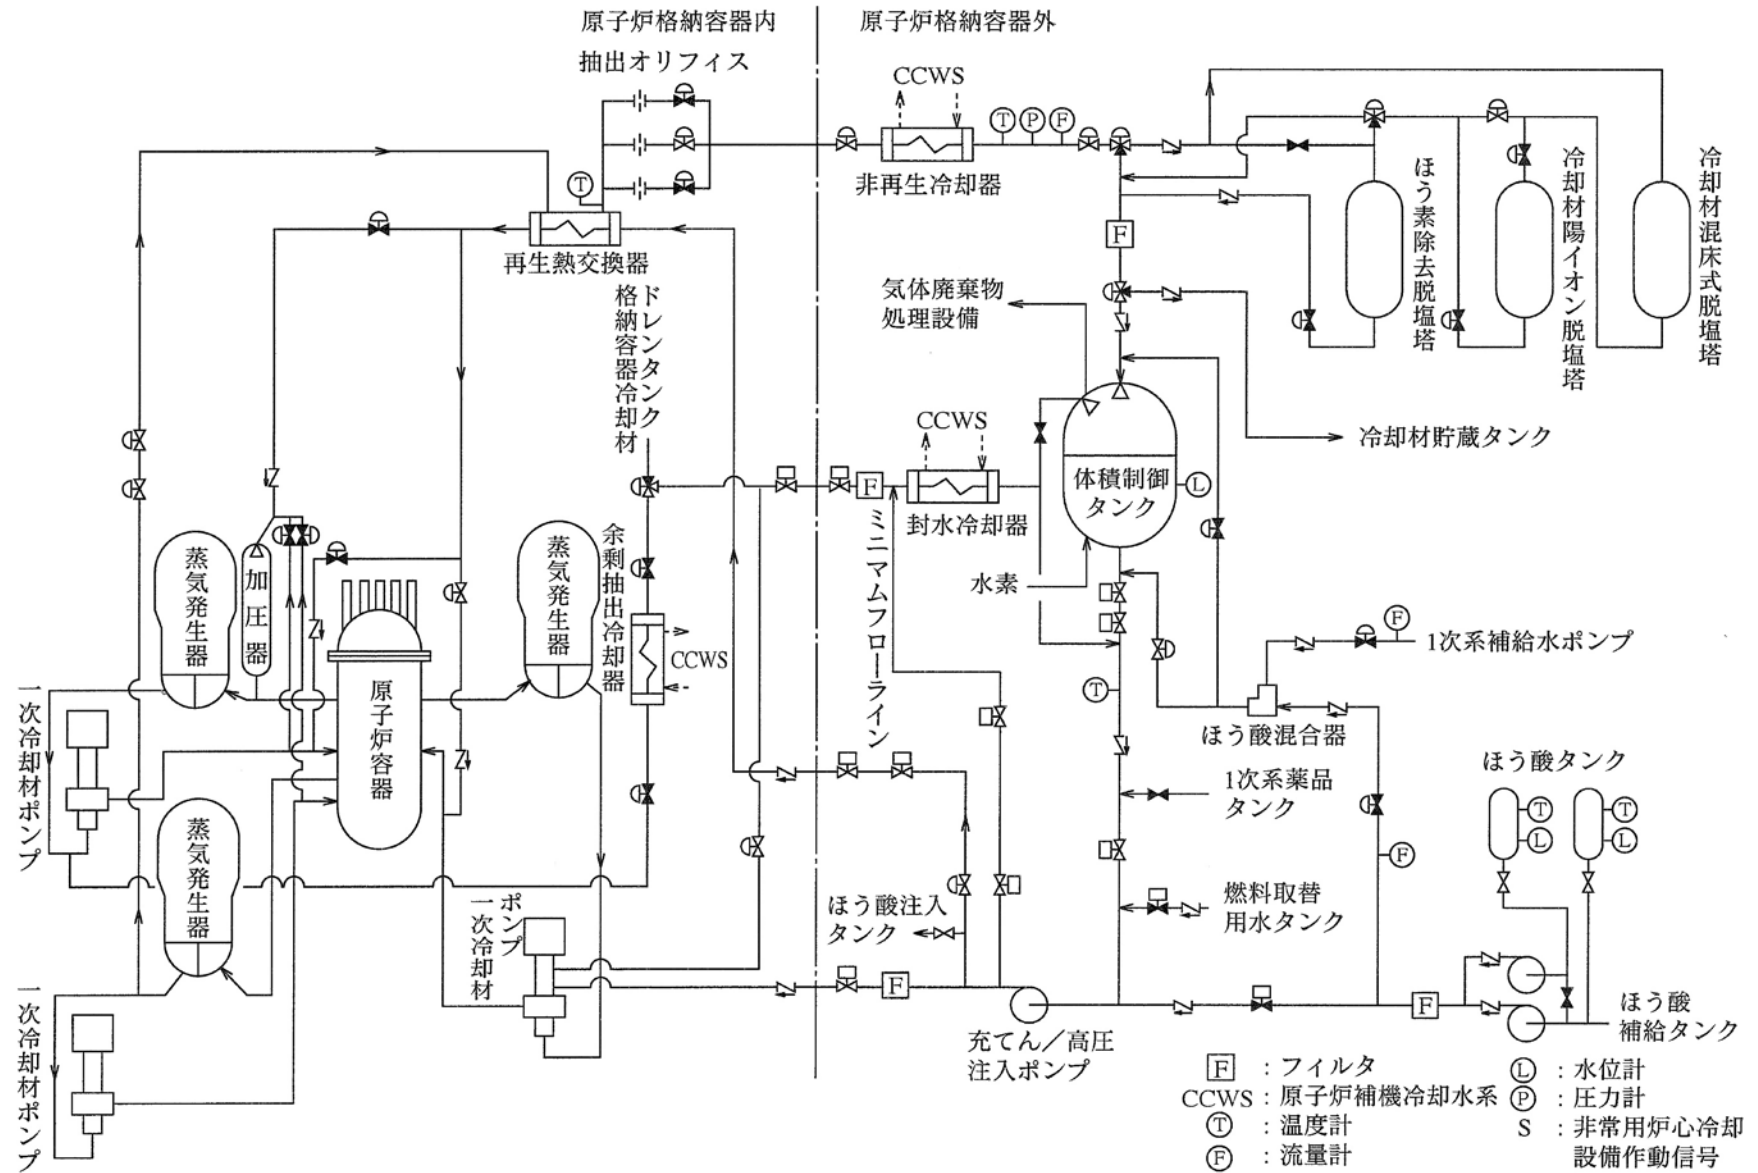 原子炉格納容器内
原子炉格納容器外
抽出オリフィス
CCWS
T
P
F
非再生冷却器
T
再生熱交換器
ほう素除去脱塩塔
冷却材陽イオン脱塩塔
冷却材混床式脱塩塔
F
気体廃棄物
処理設備
格納容器冷却材
ドレンタンク
CCWS
冷却材貯蔵タンク
F
封水冷却器
体積制御
タンク
L
ミニマムフローライン
水素
蒸気発生器
加圧器
蒸気発生器
余剰抽出冷却器
CCWS
原子炉容器
F
1次系補給水ポンプ
T
ほう酸混合器
一次冷却材ポンプ
1次系薬品
タンク
ほう酸タンク
T
L
T
L
F
蒸気発生器
ほう酸注入
タンク
燃料取替
用水タンク
一次冷却材
ポンプ
F
F
充てん/高圧
注入ポンプ
ほう酸
補給タンク
一次冷却材ポンプ
F : フィルタ
CCWS : 原子炉補機冷却水系
T : 温度計
F : 流量計
L : 水位計
P : 圧力計
S : 非常用炉心冷却
設備作動信号